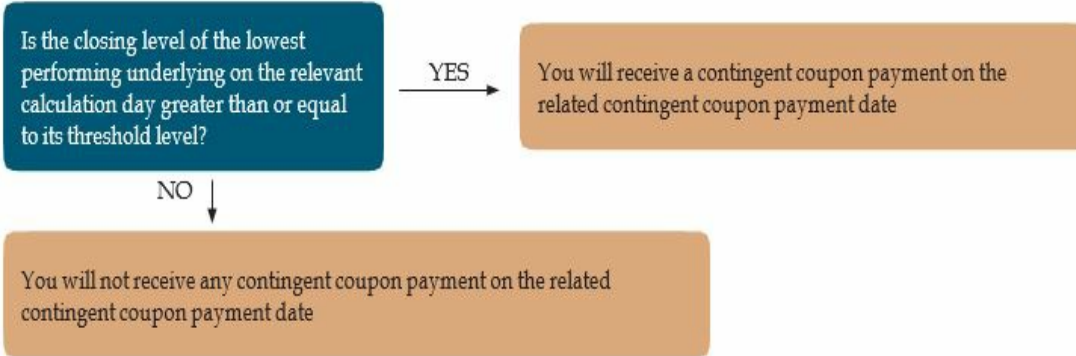 Is the closing level of the lowest
performing underlying on the relevant
calculation day greater than or equal
to its threshold level?
YES
You will receive a contingent coupon payment on the
related contingent coupon payment date
NO
You will not receive any contingent coupon payment on the related
contingent coupon payment date